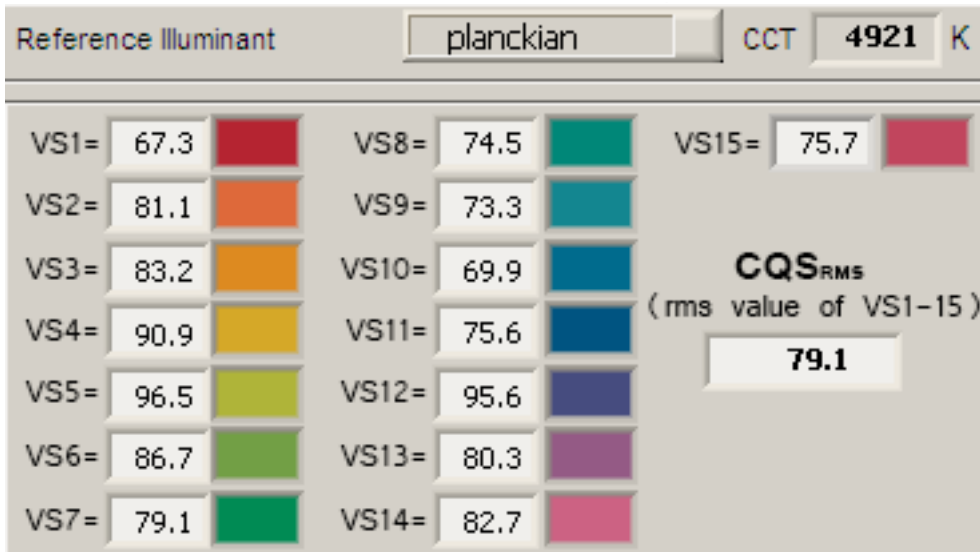 Reference Illuminant planckian CCT 4921 K
VS1= 67.3 VS8= 74.5 VS15= 75.7
VS2= 81.1 VS9= 73.3
VS3= 83.2 VS10= 69.9 CQSRMS
VS4= 90.9 VS11= 75.6 (rms value of VS1-15)
VS5= 96.5 VS12= 95.6 79.1
VS6= 86.7 VS13= 80.3
VS7= 79.1 VS14= 82.7